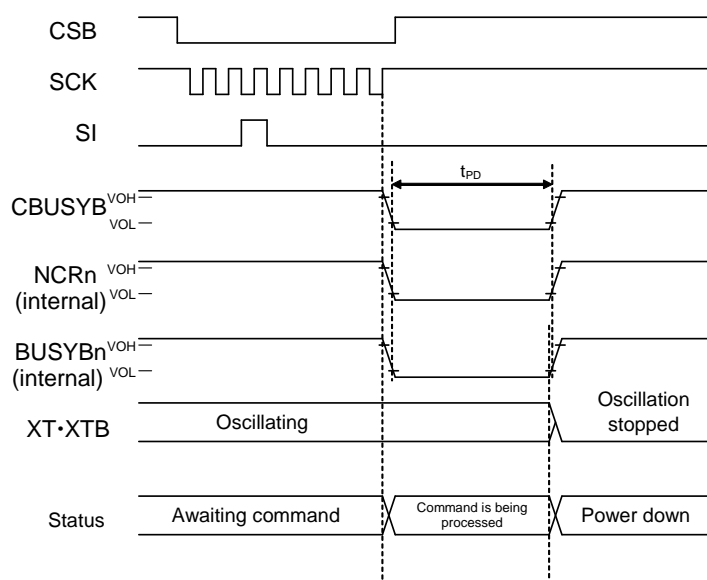 CSB
SCK
SI
tPD
CBUSYB VOH
VOL
NCRn VOH
(internal) VOL
BUSYBn VOH
(internal) VOL
XT•XTB Oscillating Oscillation
stopped
Status Awaiting command Command is being
processed Power down